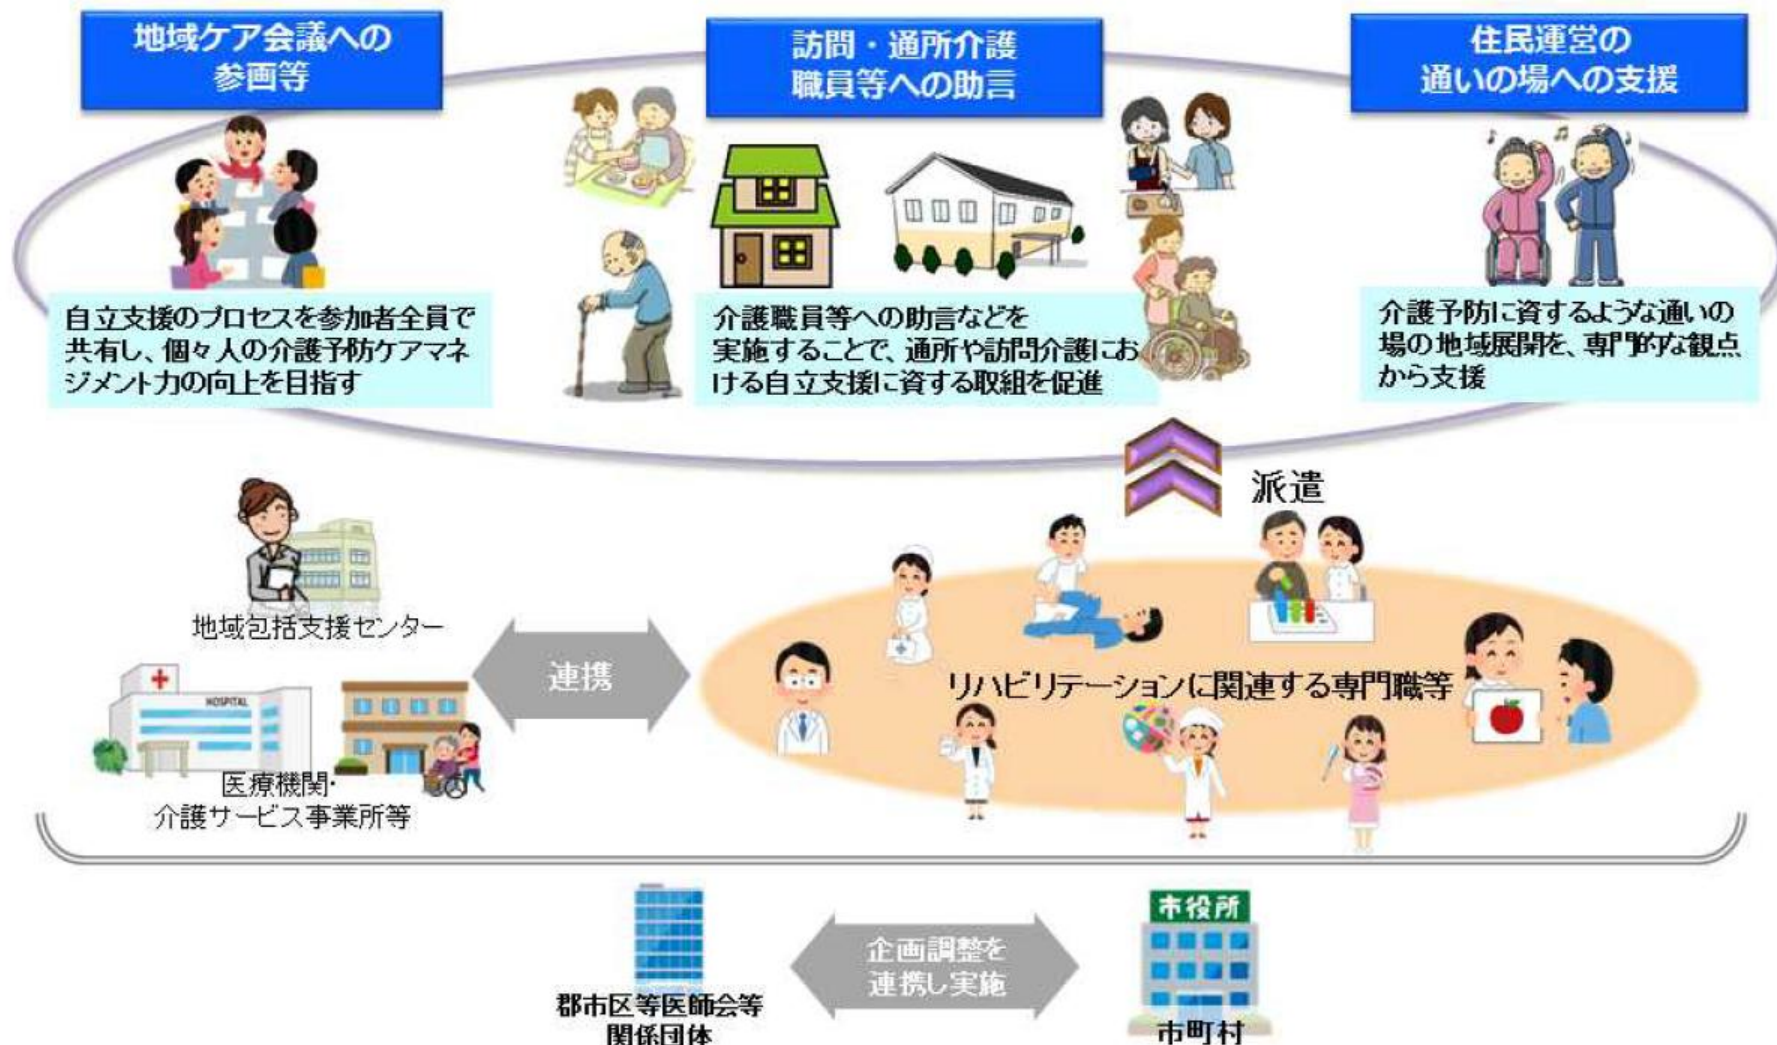 地域ケア会議への
参画等
訪問・通所介護
職員等への助言
住民運営の
通いの場への支援
自立支援のプロセスを参加者全員で
共有し、個々人の介護予防ケアマネ
ジメント力の向上を目指す
介護職員等への助言などを
実施することで、通所や訪問介護にお
ける自立支援に資する取組を促進
介護予防に資するような通いの
場の地域展開を、専門的な観点
から支援
派遣
地域包括支援センター
連携
リハビリテーションに関連する専門職等
HOSPITAL
医療機関・
介護サービス事業所等
企画調整を
連携し実施
郡市区等医師会等
関係団体
市役所
市町村